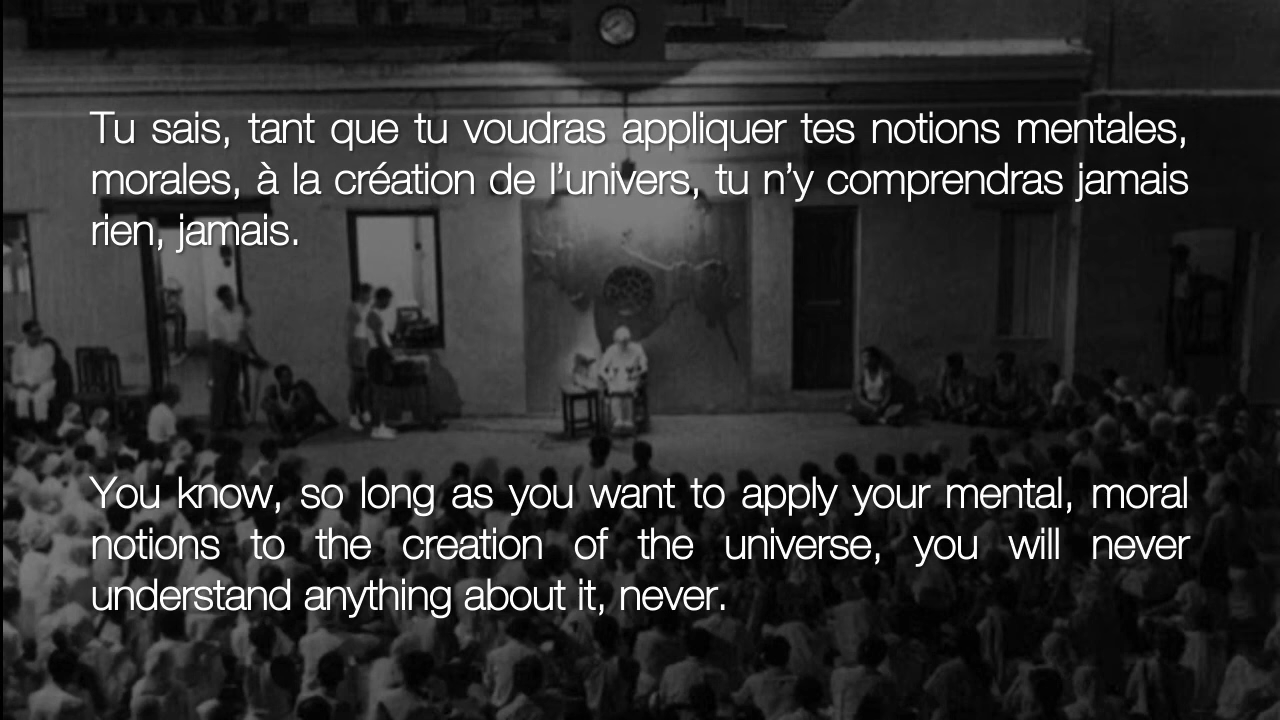 Tu sais, tant que tu voudras appliquer tes notions mentales,
morales, à la création de l’univers, tu n’y comprendras jamais
rien, jamais.
You know, so long as you want to apply your mental, moral
notions to the creation of the universe, you will never
understand anything about it, never.